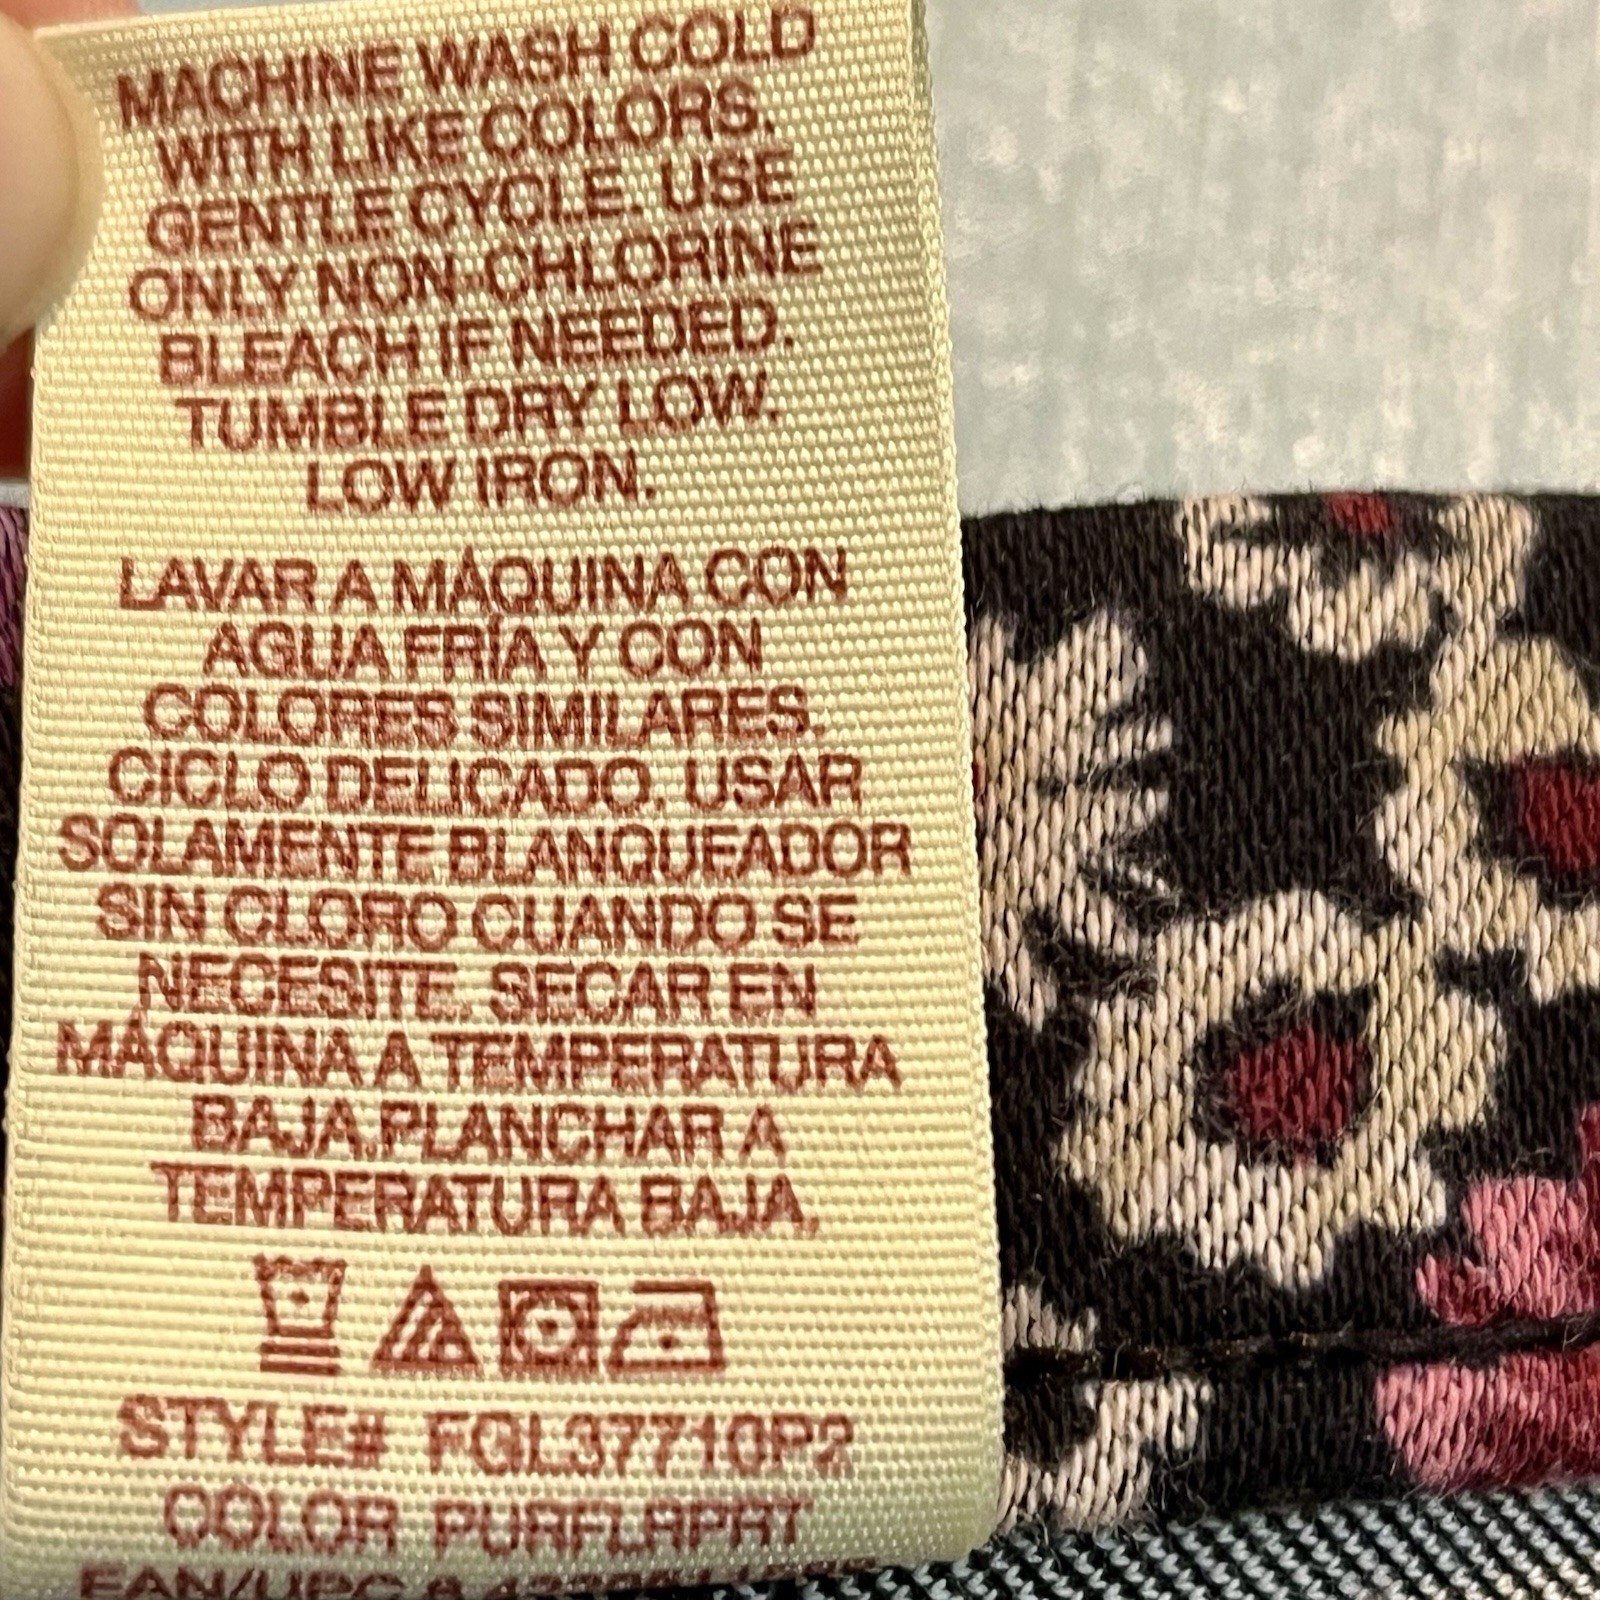 MACHINE WASH COLD
WITH LIKE COLORS.
GENTLE CYCLE. USE
ONLY NON-CHLORINE
BLEACH IF NEEDED.
TUMBLE DRY LOW.
LOW IRON.
LAVAR A MÁQUINA CON
AGUA FRÍA Y CON
COLORES SIMILARES.
CICLO DELICADO. USAR
SOLAMENTE BLANQUEADOR
SIN CLORO CUANDO SE
NECESITE. SECAR EN
MÁQUINA A TEMPERATURA
BAJA.PLANCHAR A
TEMPERATURA BAJA.
STYLE# FGL37710P2
COLOR PURFLRPRT
EAN/UPC